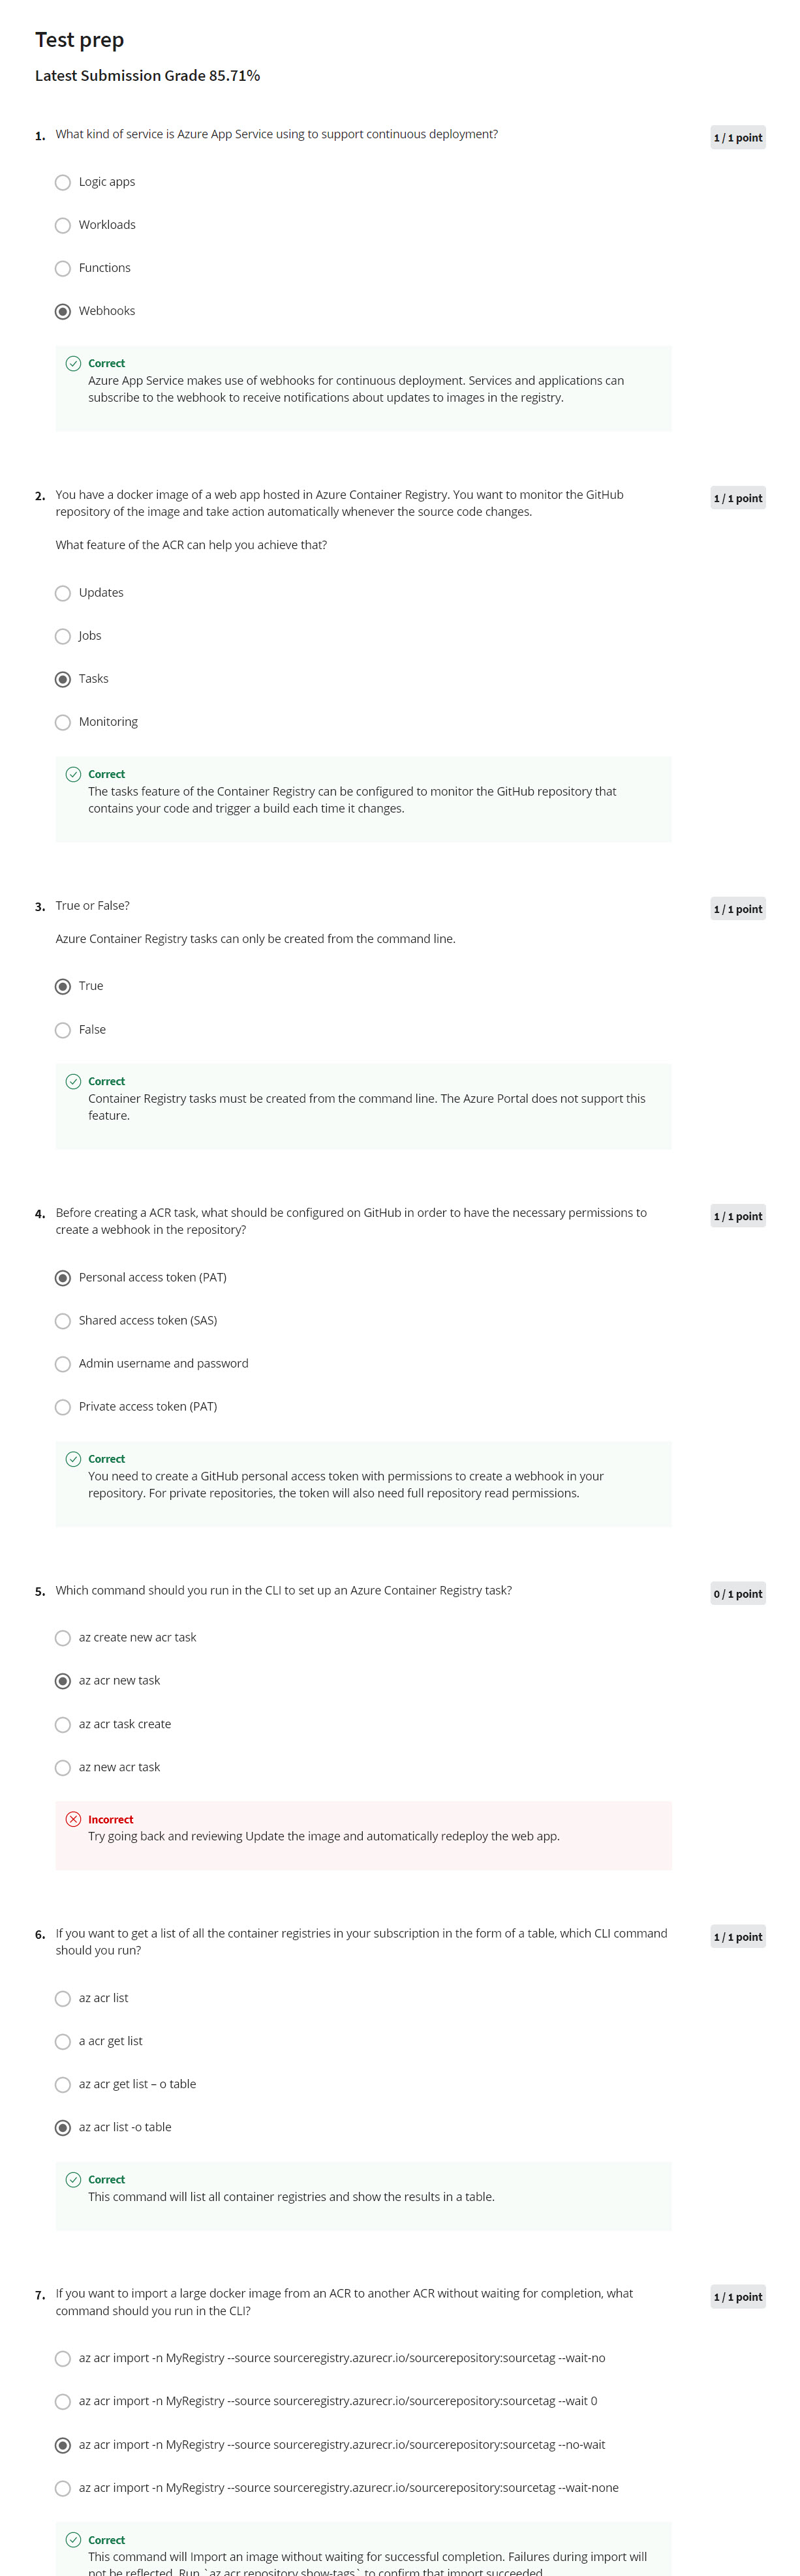 Test prep
Latest Submission Grade 85.71%
1. What kind of service is Azure App Service using to support continuous deployment?
1 / 1 point
Logic apps
Workloads
Functions
Webhooks
Correct
Azure App Service makes use of webhooks for continuous deployment. Services and applications can
subscribe to the webhook to receive notifications about updates to images in the registry.
2. You have a docker image of a web app hosted in Azure Container Registry. You want to monitor the GitHub
repository of the image and take action automatically whenever the source code changes.
1 / 1 point
What feature of the ACR can help you achieve that?
Updates
Jobs
Tasks
Monitoring
Correct
The tasks feature of the Container Registry can be configured to monitor the GitHub repository that
contains your code and trigger a build each time it changes.
3. True or False?
1 / 1 point
Azure Container Registry tasks can only be created from the command line.
True
False
Correct
Container Registry tasks must be created from the command line. The Azure Portal does not support this
feature.
4. Before creating a ACR task, what should be configured on GitHub in order to have the necessary permissions to
create a webhook in the repository?
1 / 1 point
Personal access token (PAT)
Shared access token (SAS)
Admin username and password
Private access token (PAT)
Correct
You need to create a GitHub personal access token with permissions to create a webhook in your
repository. For private repositories, the token will also need full repository read permissions.
5. Which command should you run in the CLI to set up an Azure Container Registry task?
0 / 1 point
az create new acr task
az acr new task
az acr task create
az new acr task
Incorrect
Try going back and reviewing Update the image and automatically redeploy the web app.
6. If you want to get a list of all the container registries in your subscription in the form of a table, which CLI command
should you run?
1 / 1 point
az acr list
a acr get list
az acr get list – o table
az acr list -o table
Correct
This command will list all container registries and show the results in a table.
7. If you want to import a large docker image from an ACR to another ACR without waiting for completion, what
command should you run in the CLI?
1 / 1 point
az acr import -n MyRegistry --source sourceregistry.azurecr.io/sourcerepository:sourcetag --wait-no
az acr import -n MyRegistry --source sourceregistry.azurecr.io/sourcerepository:sourcetag --wait 0
az acr import -n MyRegistry --source sourceregistry.azurecr.io/sourcerepository:sourcetag --no-wait
az acr import -n MyRegistry --source sourceregistry.azurecr.io/sourcerepository:sourcetag --wait-none
Correct
This command will Import an image without waiting for successful completion. Failures during import will
not be reflected. Run `az acr repository show-tags` to confirm that import succeeded.